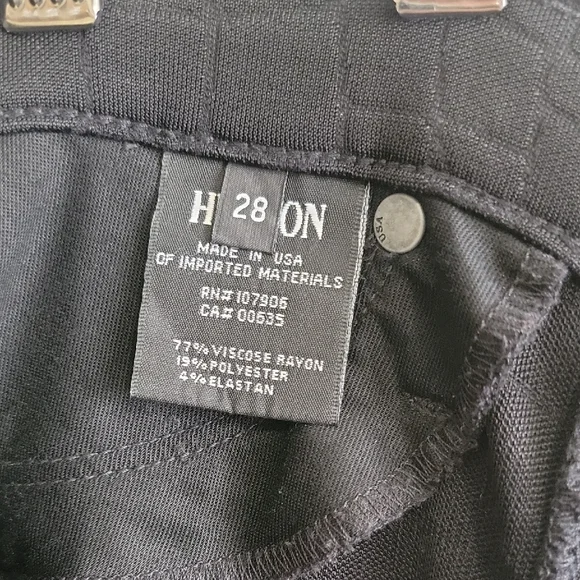 H ON
28
MADE IN USA
OF IMPORTED MATERIALS
RN# 107906
CA# 00635
77% VISCOSE RAYON
19% POLYESTER
4% ELASTAN
USA